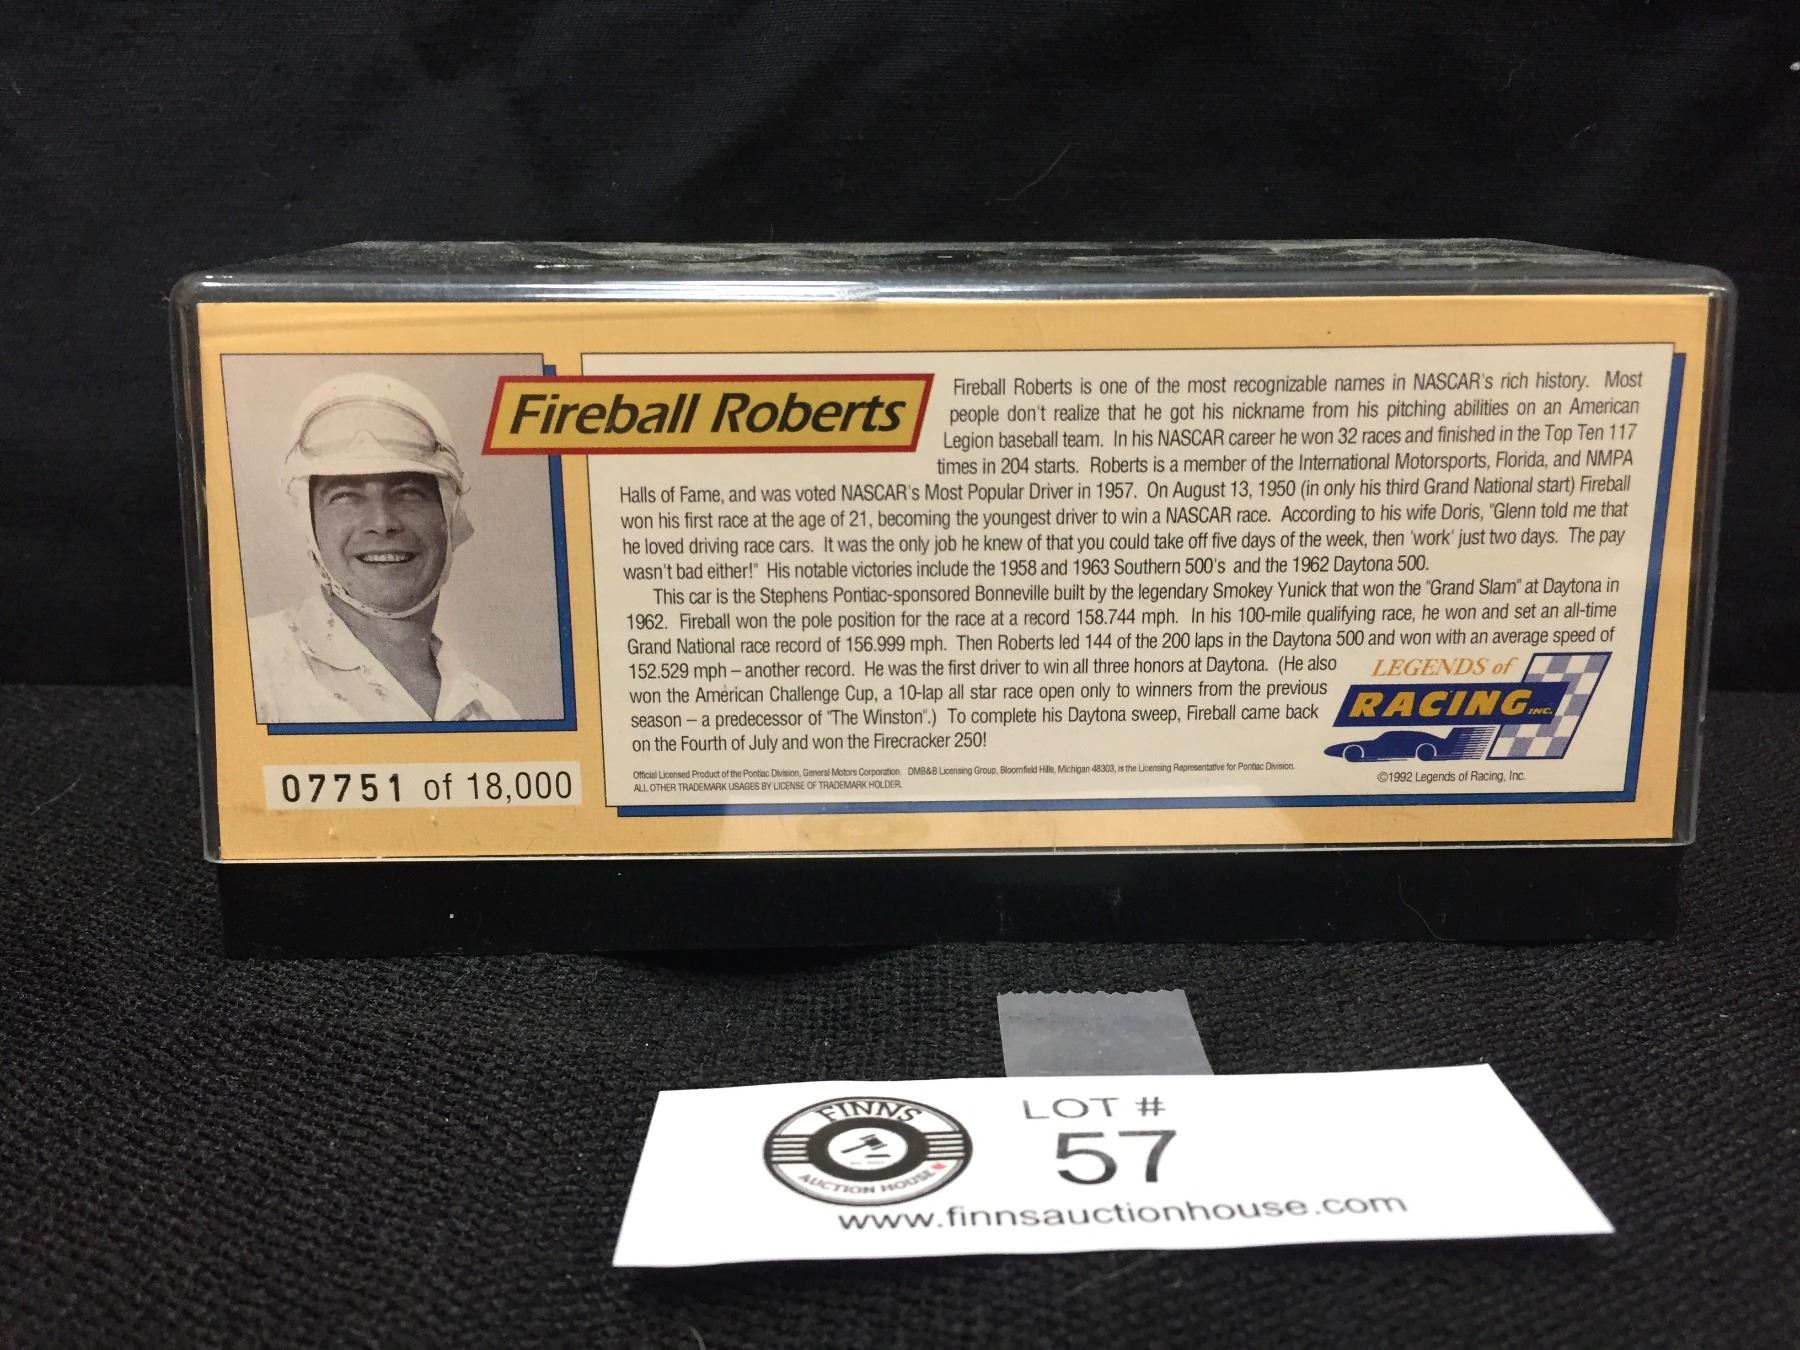 Fireball Roberts
Fireball Roberts is one of the most recognizable names in NASCAR's rich history. Most
people don't realize that he got his nickname from his pitching abilities on an American
Legion baseball team. In his NASCAR career he won 32 races and finished in the Top Ten 117
times in 204 starts. Roberts is a member of the International Motorsports, Florida, and NMPA
Halls of Fame, and was voted NASCAR's Most Popular Driver in 1957. On August 13, 1950 (in only his third Grand National start) Fireball
won his first race at the age of 21, becoming the youngest driver to win a NASCAR race. According to his wife Doris, "Glenn told me that
he loved driving race cars. It was the only job he knew of that you could take off five days of the week, then 'work' just two days. The pay
wasn't bad either!" His notable victories include the 1958 and 1963 Southern 500's and the 1962 Daytona 500.
This car is the Stephens Pontiac-sponsored Bonneville built by the legendary Smokey Yunick that won the "Grand Slam" at Daytona in
1962. Fireball won the pole position for the race at a record 158.744 mph. In his 100-mile qualifying race, he won and set an all-time
Grand National race record of 156.999 mph. Then Roberts led 144 of the 200 laps in the Daytona 500 and won with an average speed of
152.529 mph – another record. He was the first driver to win all three honors at Daytona. (He also
won the American Challenge Cup, a 10-lap all star race open only to winners from the previous
season – a predecessor of "The Winston".) To complete his Daytona sweep, Fireball came back
on the Fourth of July and won the Firecracker 250!
LEGENDS of
RACING INC.
Official Licensed Product of the Pontiac Division, General Motors Corporation. DMB&B Licensing Group, Bloomfield Hills, Michigan 48303, is the Licensing Representative for Pontiac Division.
ALL OTHER TRADEMARK USAGES BY LICENSE OF TRADEMARK HOLDER.
©1992 Legends of Racing, Inc.
07751 of 18,000
FINNS
AUCTION HOUSE
LOT #
57
www.finnsauctionhouse.com